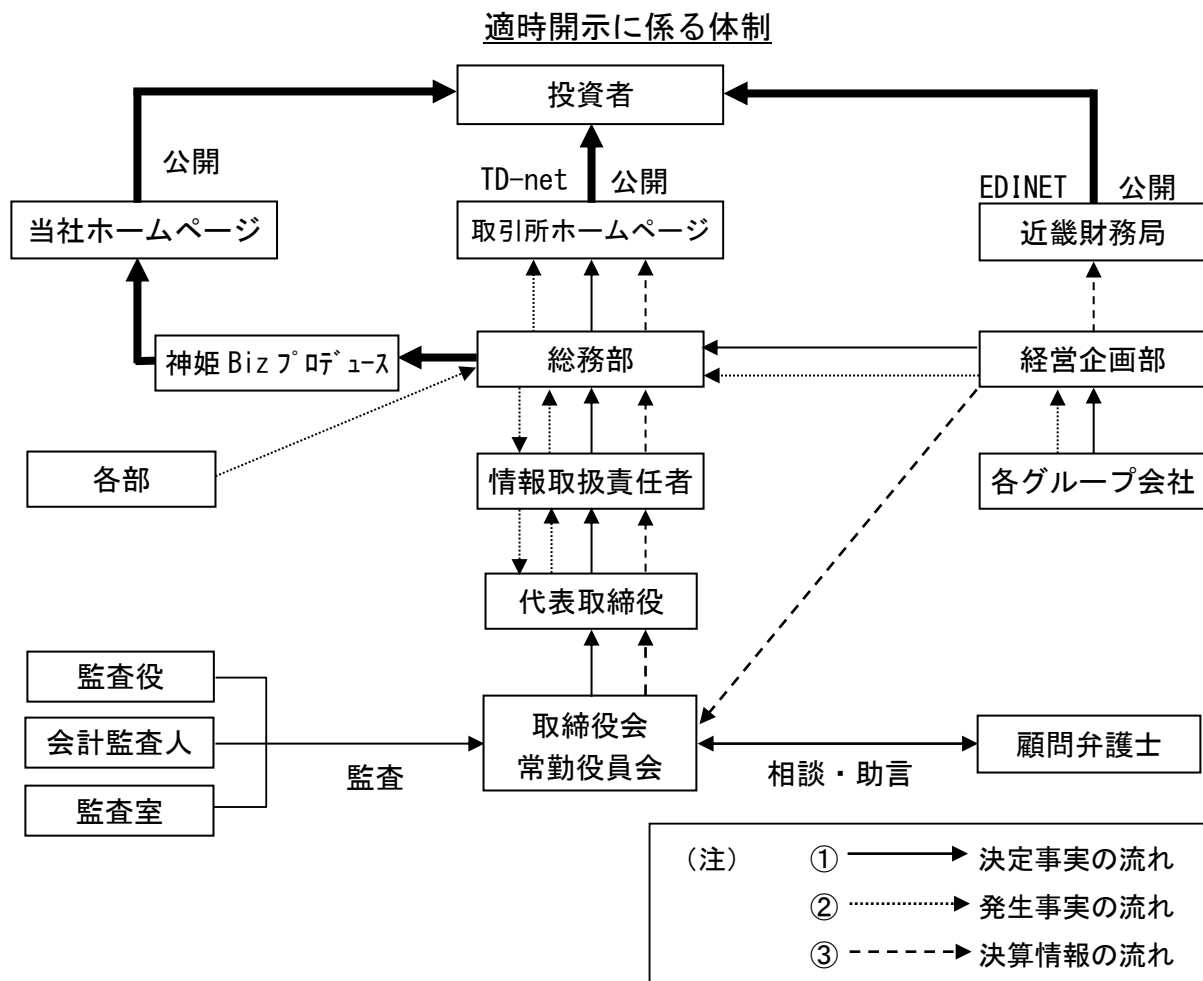 適時開示に係る体制
投資者
公開
TD-net 公開
EDINET 公開
当社ホームページ
取引所ホームページ
近畿財務局
神姫Bizプロデュース
総務部
経営企画部
各部
情報取扱責任者
各グループ会社
代表取締役
監査役
会計監査人
監査室
監査
取締役会
常勤役員会
相談・助言
顧問弁護士
(注) ① 決定事実の流れ
② 発生事実の流れ
③ 決算情報の流れ